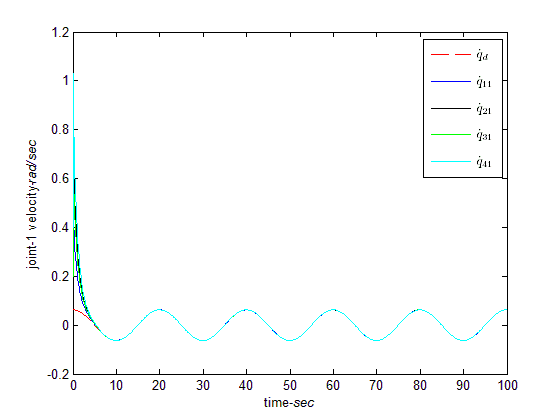 1.2
1
0.8
0.6
0.4
0.2
0
-0.2
joint-1 velocity-rad/sec
q̇d
q̇11
q̇21
q̇31
q̇41
0 10 20 30 40 50 60 70 80 90 100
time-sec